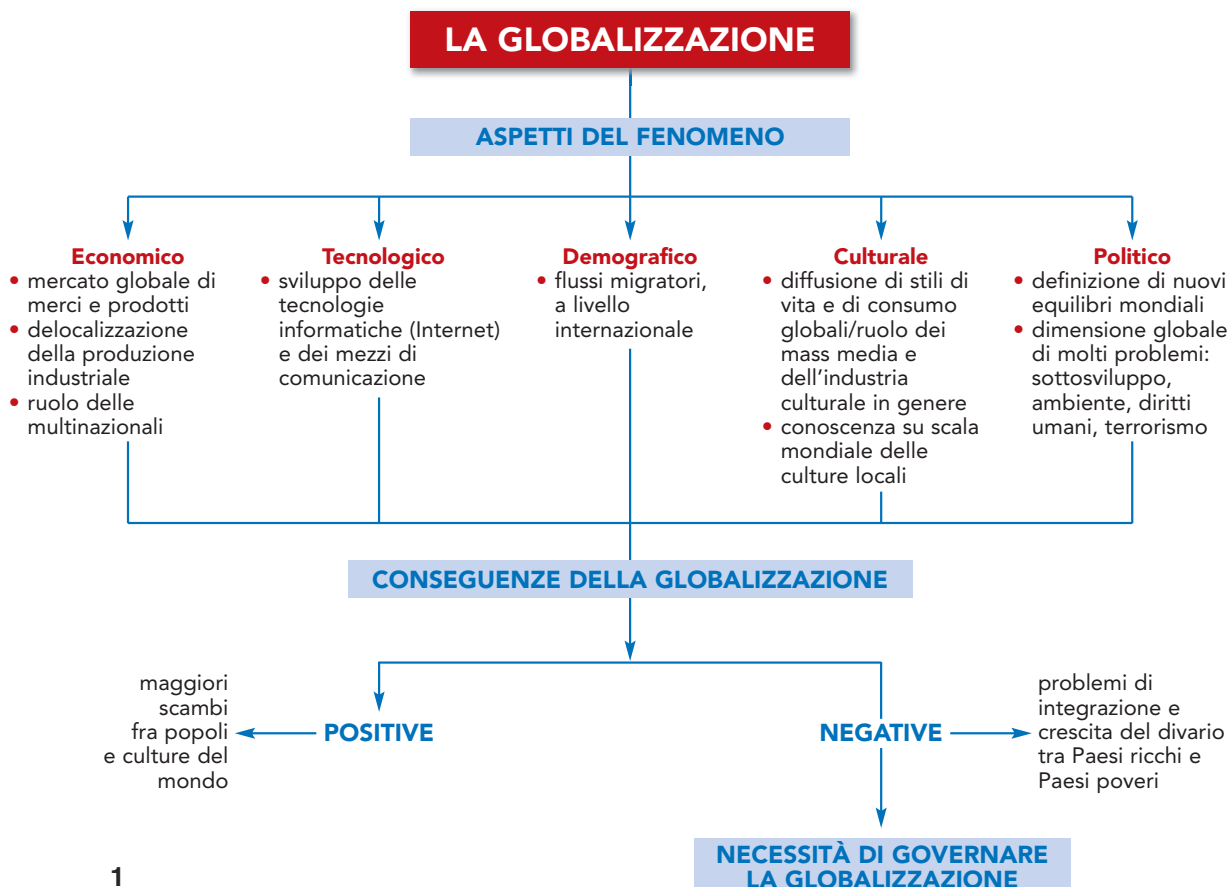 LA GLOBALIZZAZIONE
ASPETTI DEL FENOMENO
Economico
• mercato globale di
merci e prodotti
• delocalizzazione
della produzione
industriale
• ruolo delle
multinazionali
Tecnologico
• sviluppo delle
tecnologie
informatiche (Internet)
e dei mezzi di
comunicazione
Demografico
• flussi migratori,
a livello
internazionale
Culturale
• diffusione di stili di
vita e di consumo
globali/ruolo dei
mass media e
dell’industria
culturale in genere
• conoscenza su scala
mondiale delle
culture locali
Politico
• definizione di nuovi
equilibri mondiali
• dimensione globale
di molti problemi:
sottosviluppo,
ambiente, diritti
umani, terrorismo
CONSEGUENZE DELLA GLOBALIZZAZIONE
maggiori
scambi
fra popoli
e culture del
mondo
POSITIVE
NEGATIVE
problemi di
integrazione e
crescita del divario
tra Paesi ricchi e
Paesi poveri
NECESSITÀ DI GOVERNARE
LA GLOBALIZZAZIONE
1